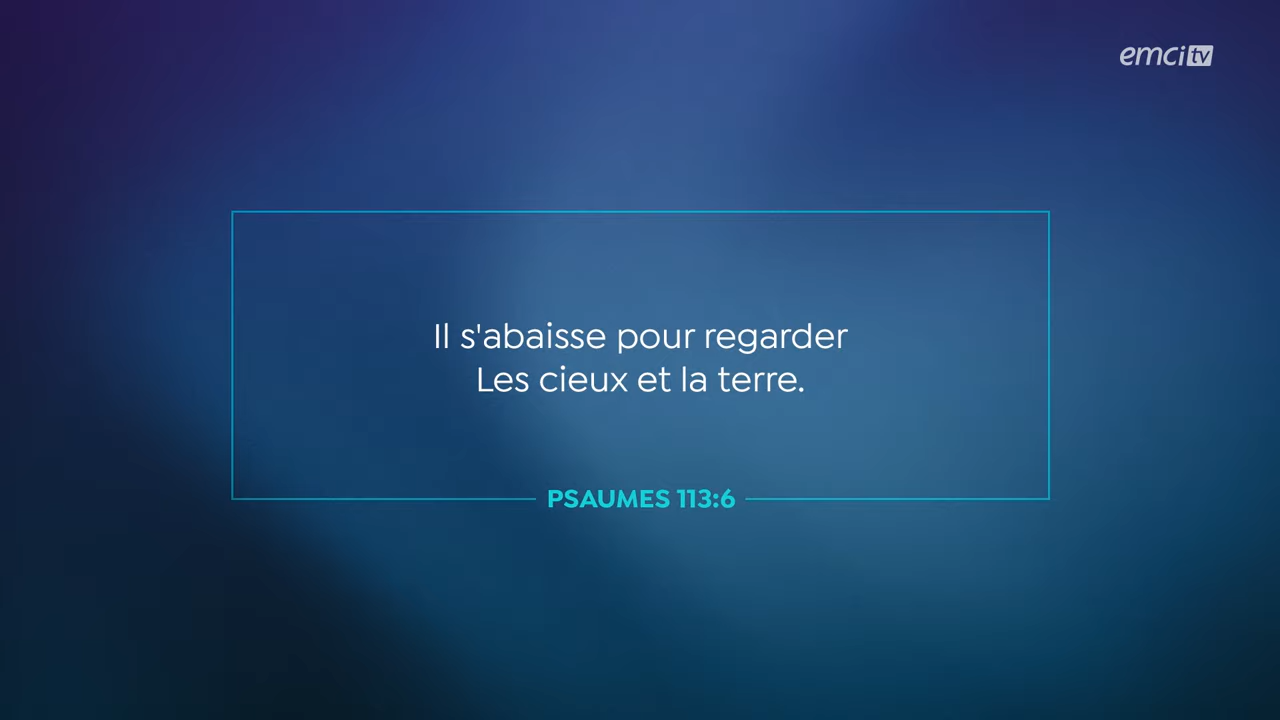 emci tv
Il s'abaisse pour regarder
Les cieux et la terre.
PSAUMES 113:6